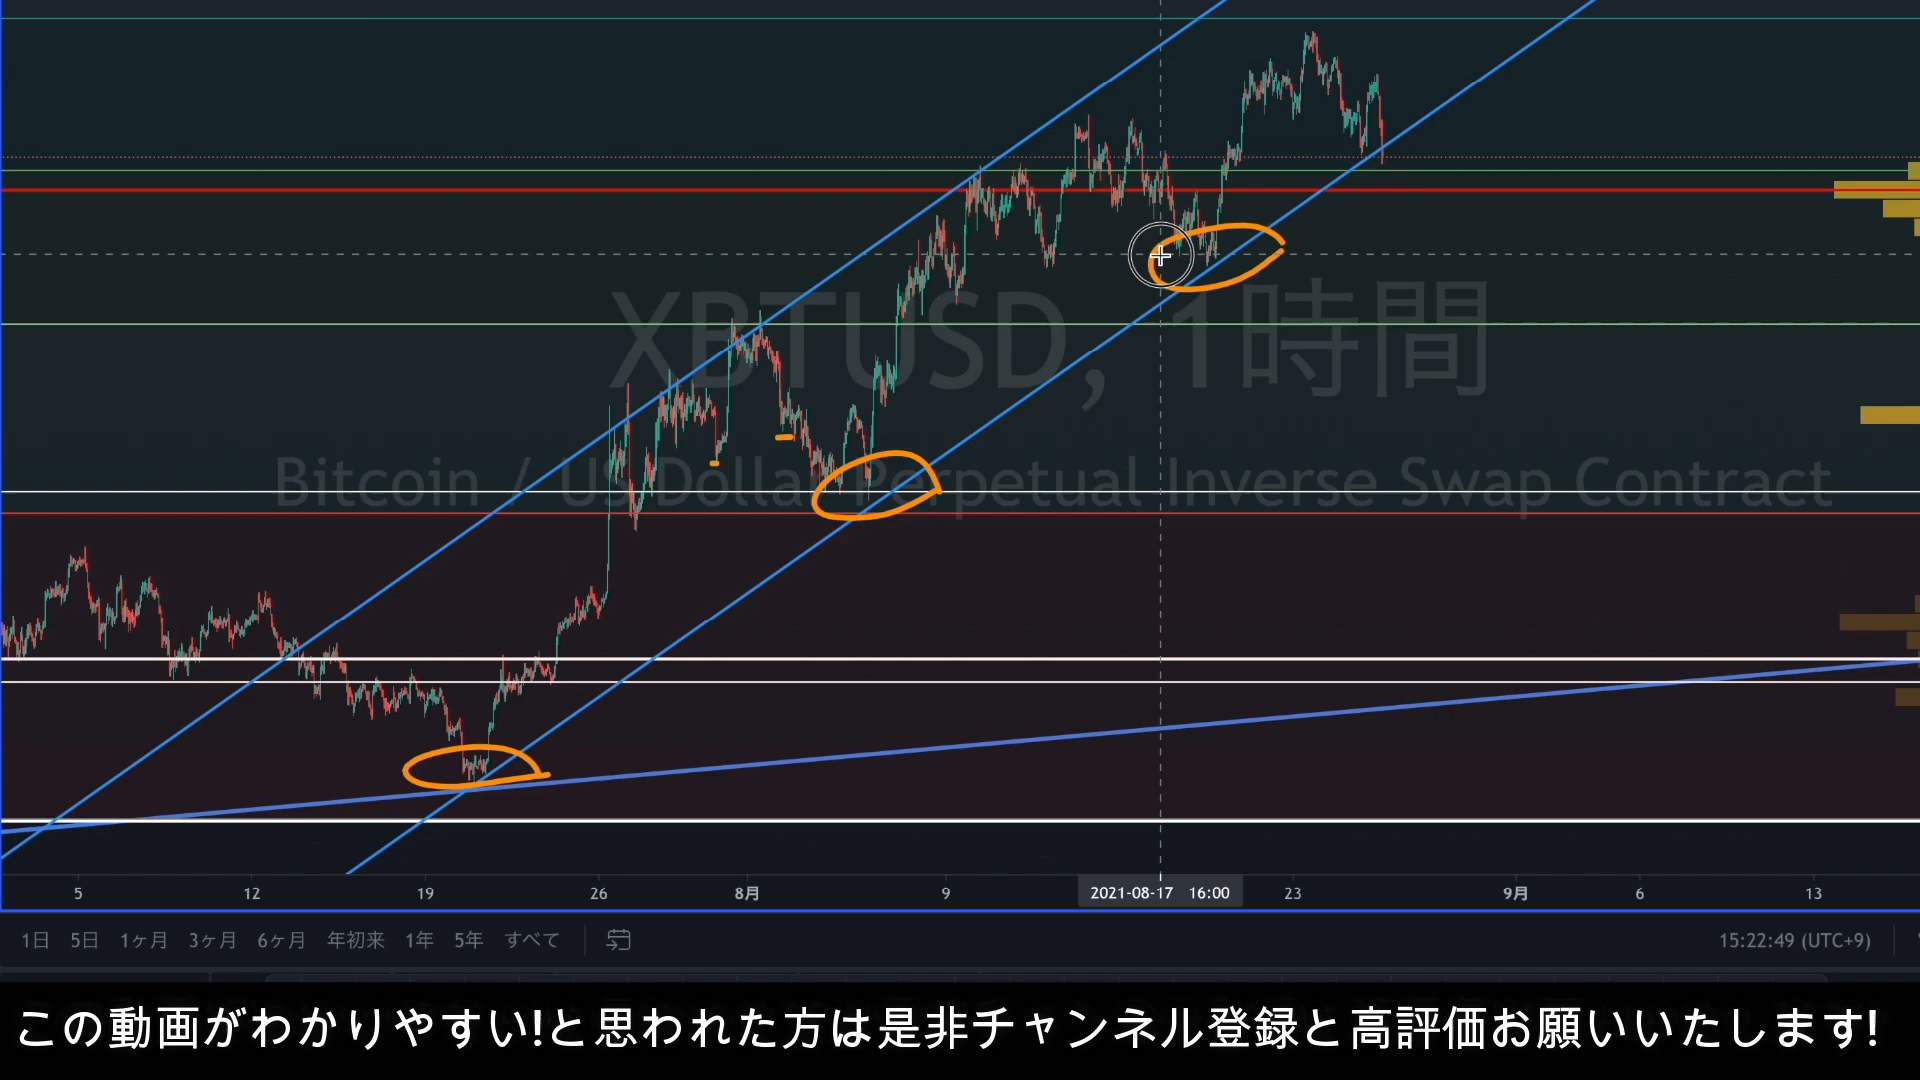 XBTUSD, 1時間
Bitcoin / US Dollar Perpetual Inverse Swap Contract
5 12 19 26 8月 9 2021-08-17 16:00 23 9月 6 13
1日 5日 1ヶ月 3ヶ月 6ヶ月 年初来 1年 5年 すべて 15:22:49 (UTC+9)
この動画がわかりやすい!と思われた方は是非チャンネル登録と高評価お願いいたします!